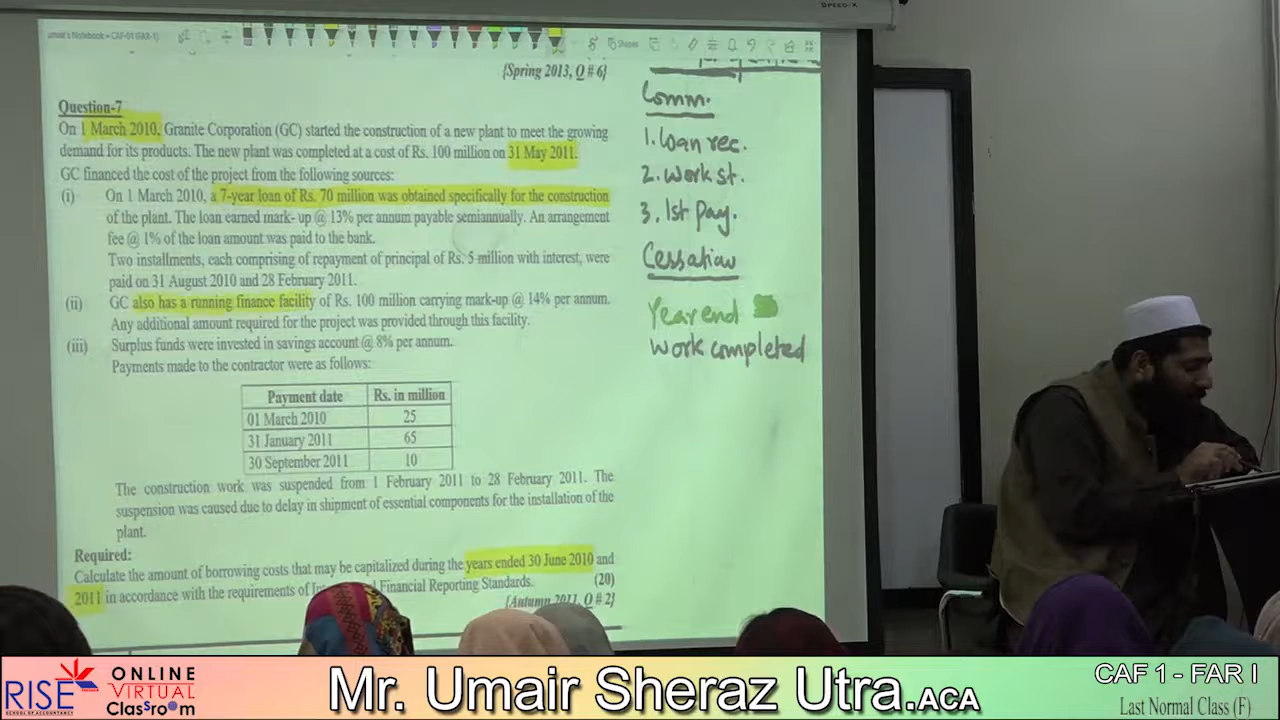 SPEED-X
umair's Notebook » CAF-01 (FAR-1)
Shapes
{Spring 2013, Q # 6}
Question-7
On 1 March 2010, Granite Corporation (GC) started the construction of a new plant to meet the growing
demand for its products. The new plant was completed at a cost of Rs. 100 million on 31 May 2011.
GC financed the cost of the project from the following sources:
(i) On 1 March 2010, a 7-year loan of Rs. 70 million was obtained specifically for the construction
of the plant. The loan earned mark- up @ 13% per annum payable semiannually. An arrangement
fee @ 1% of the loan amount was paid to the bank.
Two installments, each comprising of repayment of principal of Rs. 5 million with interest, were
paid on 31 August 2010 and 28 February 2011.
(ii) GC also has a running finance facility of Rs. 100 million carrying mark-up @ 14% per annum.
Any additional amount required for the project was provided through this facility.
(iii) Surplus funds were invested in savings account @ 8% per annum.
Payments made to the contractor were as follows:
Payment date Rs. in million
01 March 2010 25
31 January 2011 65
30 September 2011 10
The construction work was suspended from 1 February 2011 to 28 February 2011. The
suspension was caused due to delay in shipment of essential components for the installation of the
plant.
Required:
Calculate the amount of borrowing costs that may be capitalized during the years ended 30 June 2010 and
2011 in accordance with the requirements of Financial Reporting Standards. (20)
{Autumn 2011, Q # 2}
Comm.
1. loan rec.
2. work st.
3. 1st pay.
Cessation
Year end
work completed
RISE
SCHOOL OF ACCOUNTANCY
ONLINE
VIRTUAL
Classroom
Mr. Umair Sheraz Utra.ACA
CAF 1 - FAR I
Last Normal Class (F)